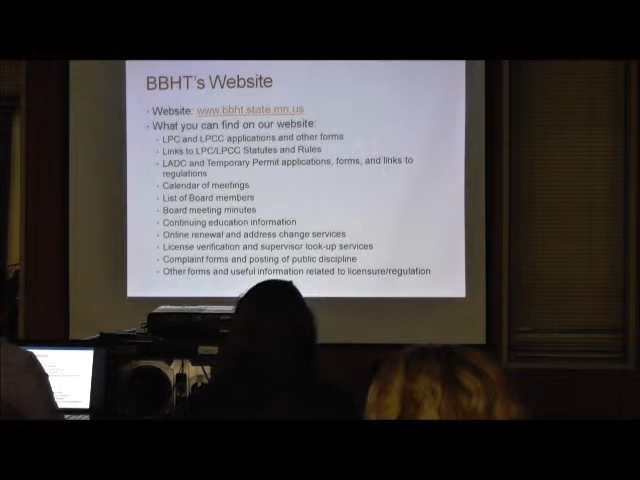 BBHT's Website
- Website: www.bbht.state.mn.us
- What you can find on our website:
- LPC and LPCC applications and other forms
- Links to LPC/LPCC Statutes and Rules
- LADC and Temporary Permit applications, forms, and links to
regulations
- Calendar of meetings
- List of Board members
- Board meeting minutes
- Continuing education information
- Online renewal and address change services
- License verification and supervisor look-up services
- Complaint forms and posting of public discipline
- Other forms and useful information related to licensure/regulation